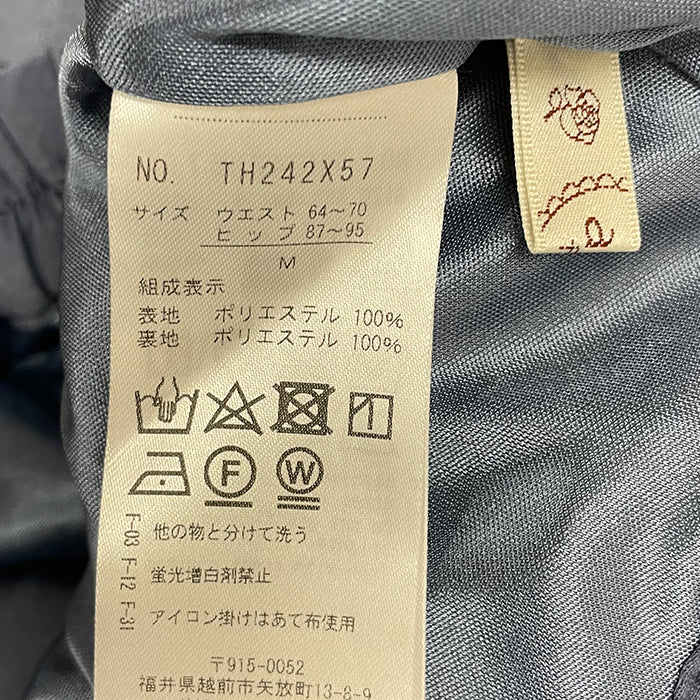 NO. TH242X57
サイズ ウエスト 64～70
ヒップ 87～95
M
組成表示
表地 ポリエステル 100%
裏地 ポリエステル 100%
F
W
F-03 F-12 F-31
他の物と分けて洗う
蛍光増白剤禁止
アイロン掛けはあて布使用
〒915-0052
福井県越前市矢放町13-8-9